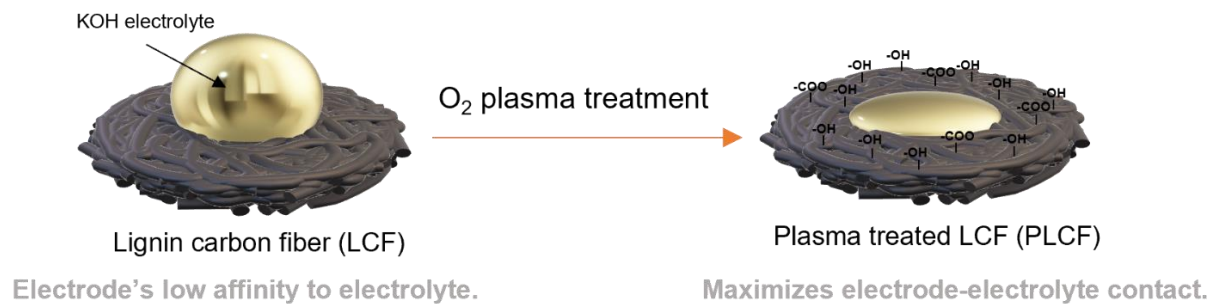 KOH electrolyte
O₂ plasma treatment
-OH
-OH
-COO
-OH
-COO
-OH
-OH
-OH
-COO
-OH
-COO
-OH
-OH
-OH
Lignin carbon fiber (LCF)
Plasma treated LCF (PLCF)
Electrode's low affinity to electrolyte.
Maximizes electrode-electrolyte contact.